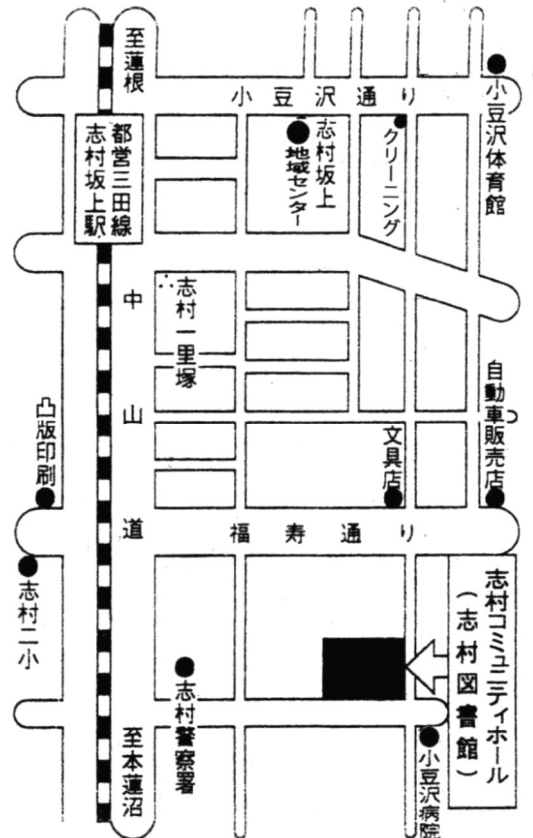 至蓮根
小豆沢通り
小豆沢体育館
都営三田線
志村坂上駅
志村坂上
地域センター
クリーニング
中山道
志村一里塚
凸版印刷
文具店
自動車販売店
福寿通り
志村二小
志村警察署
志村コミュニティホール
(志村図書館)
至本蓮沼
小豆沢病院